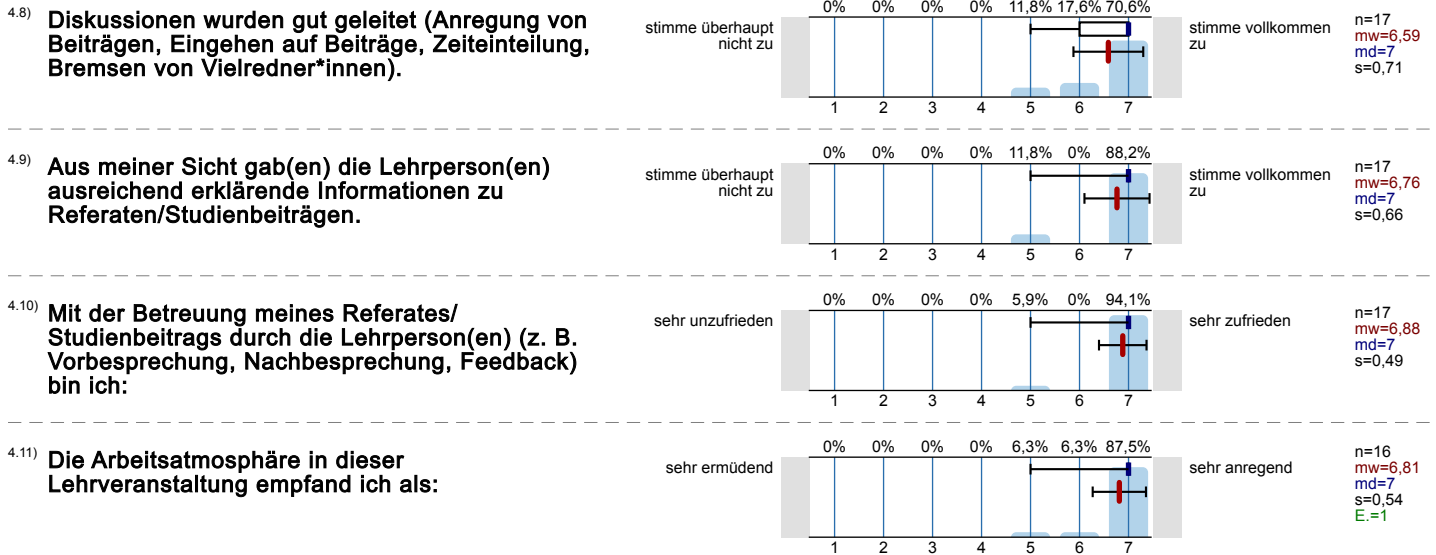 4.8) Diskussionen wurden gut geleitet (Anregung von
Beiträgen, Eingehen auf Beiträge, Zeiteinteilung,
Bremsen von Vielredner*innen).
stimme überhaupt
nicht zu
0% 0% 0% 0% 11,8% 17,6% 70,6%
1 2 3 4 5 6 7
stimme vollkommen
zu
n=17
mw=6,59
md=7
s=0,71
4.9) Aus meiner Sicht gab(en) die Lehrperson(en)
ausreichend erklärende Informationen zu
Referaten/Studienbeiträgen.
stimme überhaupt
nicht zu
0% 0% 0% 0% 11,8% 0% 88,2%
1 2 3 4 5 6 7
stimme vollkommen
zu
n=17
mw=6,76
md=7
s=0,66
4.10) Mit der Betreuung meines Referates/
Studienbeitrags durch die Lehrperson(en) (z. B.
Vorbesprechung, Nachbesprechung, Feedback)
bin ich:
sehr unzufrieden
0% 0% 0% 0% 5,9% 0% 94,1%
1 2 3 4 5 6 7
sehr zufrieden
n=17
mw=6,88
md=7
s=0,49
4.11) Die Arbeitsatmosphäre in dieser
Lehrveranstaltung empfand ich als:
sehr ermüdend
0% 0% 0% 0% 6,3% 6,3% 87,5%
1 2 3 4 5 6 7
sehr anregend
n=16
mw=6,81
md=7
s=0,54
E.=1